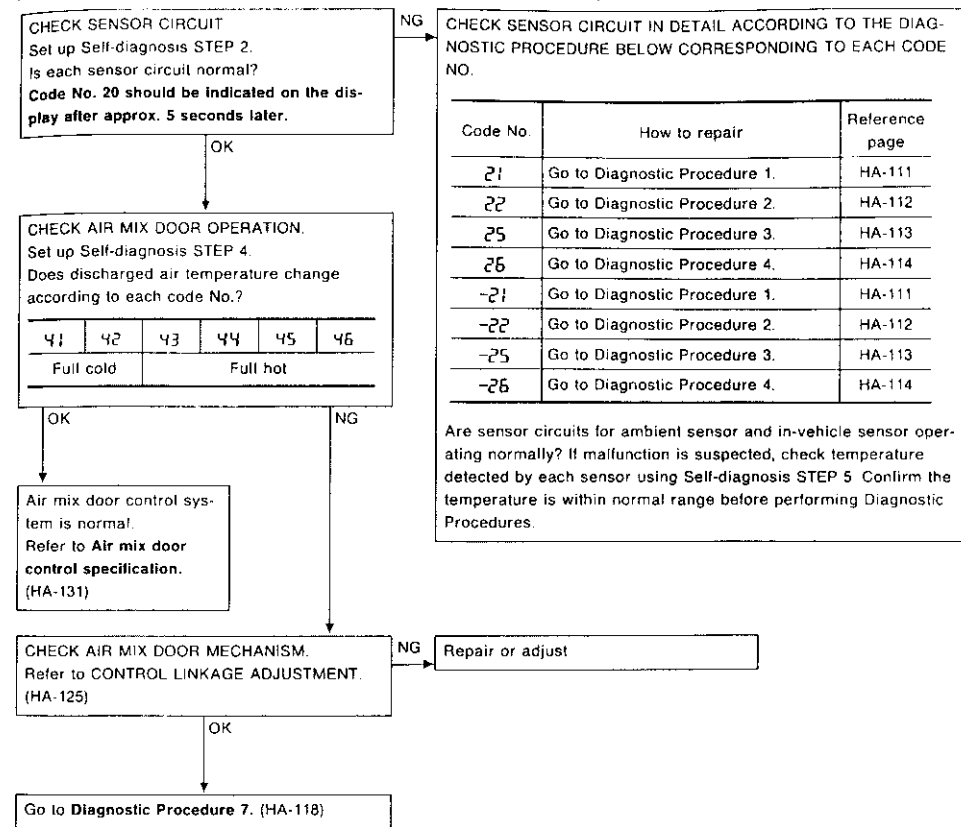 CHECK SENSOR CIRCUIT
Set up Self-diagnosis STEP 2.
Is each sensor circuit normal?
Code No. 20 should be indicated on the dis-
play after approx. 5 seconds later.
NG
OK
CHECK SENSOR CIRCUIT IN DETAIL ACCORDING TO THE DIAG-
NOSTIC PROCEDURE BELOW CORRESPONDING TO EACH CODE
NO.
Code No. How to repair Reference page
21 Go to Diagnostic Procedure 1. HA-111
22 Go to Diagnostic Procedure 2. HA-112
25 Go to Diagnostic Procedure 3. HA-113
26 Go to Diagnostic Procedure 4. HA-114
-21 Go to Diagnostic Procedure 1. HA-111
-22 Go to Diagnostic Procedure 2. HA-112
-25 Go to Diagnostic Procedure 3. HA-113
-26 Go to Diagnostic Procedure 4. HA-114
Are sensor circuits for ambient sensor and in-vehicle sensor oper-
ating normally? If malfunction is suspected, check temperature
detected by each sensor using Self-diagnosis STEP 5 Confirm the
temperature is within normal range before performing Diagnostic
Procedures.
CHECK AIR MIX DOOR OPERATION.
Set up Self-diagnosis STEP 4.
Does discharged air temperature change
according to each code No.?
41 42 43 44 45 46
Full cold Full hot
OK
NG
Air mix door control sys-
tem is normal.
Refer to Air mix door
control specification.
(HA-131)
CHECK AIR MIX DOOR MECHANISM.
Refer to CONTROL LINKAGE ADJUSTMENT.
(HA-125)
NG
Repair or adjust
OK
Go to Diagnostic Procedure 7. (HA-118)